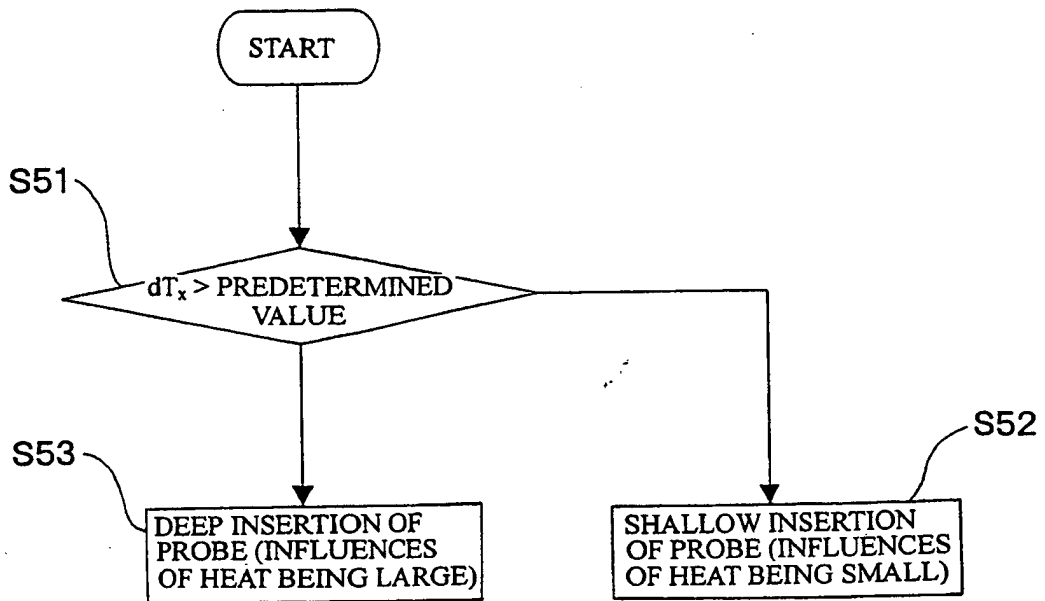 START
S51
dTx > PREDETERMINED
VALUE
S53
S52
DEEP INSERTION OF
PROBE (INFLUENCES
OF HEAT BEING LARGE)
SHALLOW INSERTION
OF PROBE (INFLUENCES
OF HEAT BEING SMALL)